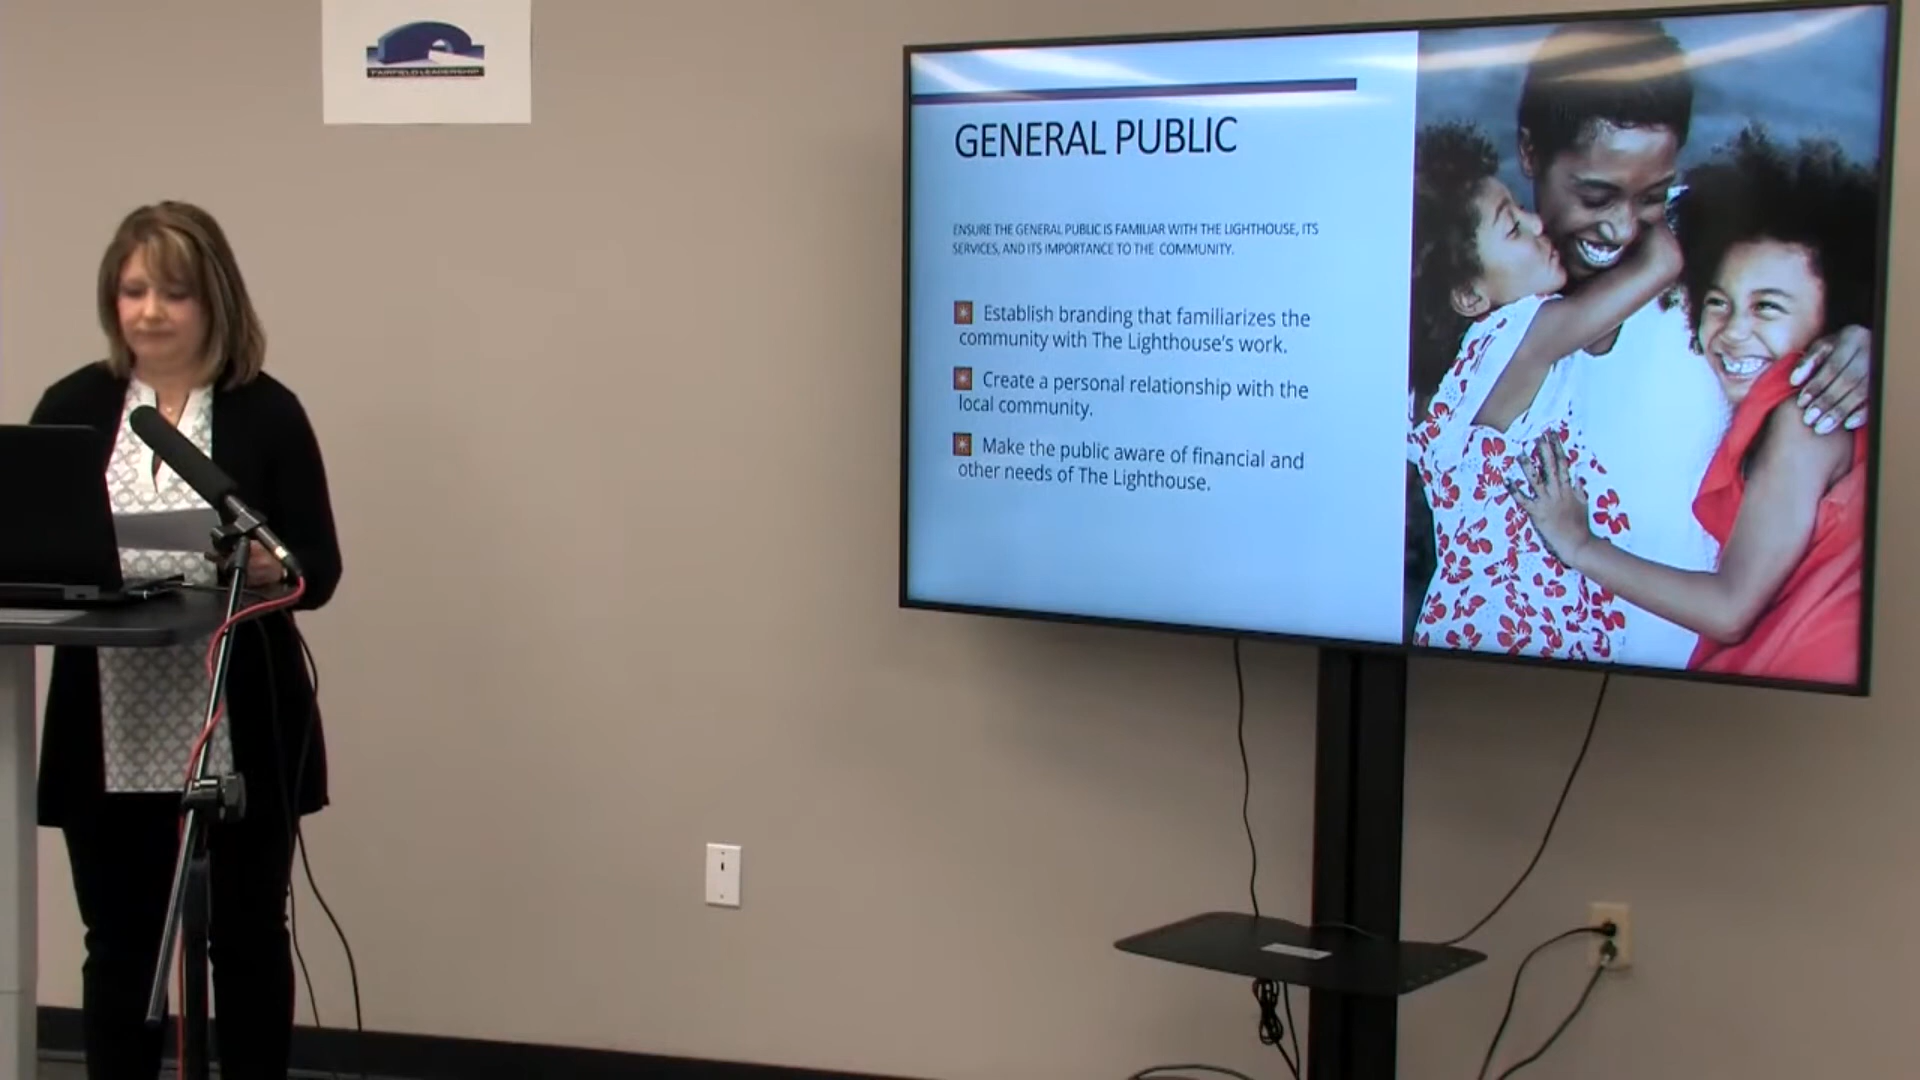 FAIRFIELD LEADERSHIP
GENERAL PUBLIC
ENSURE THE GENERAL PUBLIC IS FAMILIAR WITH THE LIGHTHOUSE, ITS
SERVICES, AND ITS IMPORTANCE TO THE COMMUNITY.
Establish branding that familiarizes the
community with The Lighthouse's work.
Create a personal relationship with the
local community.
Make the public aware of financial and
other needs of The Lighthouse.